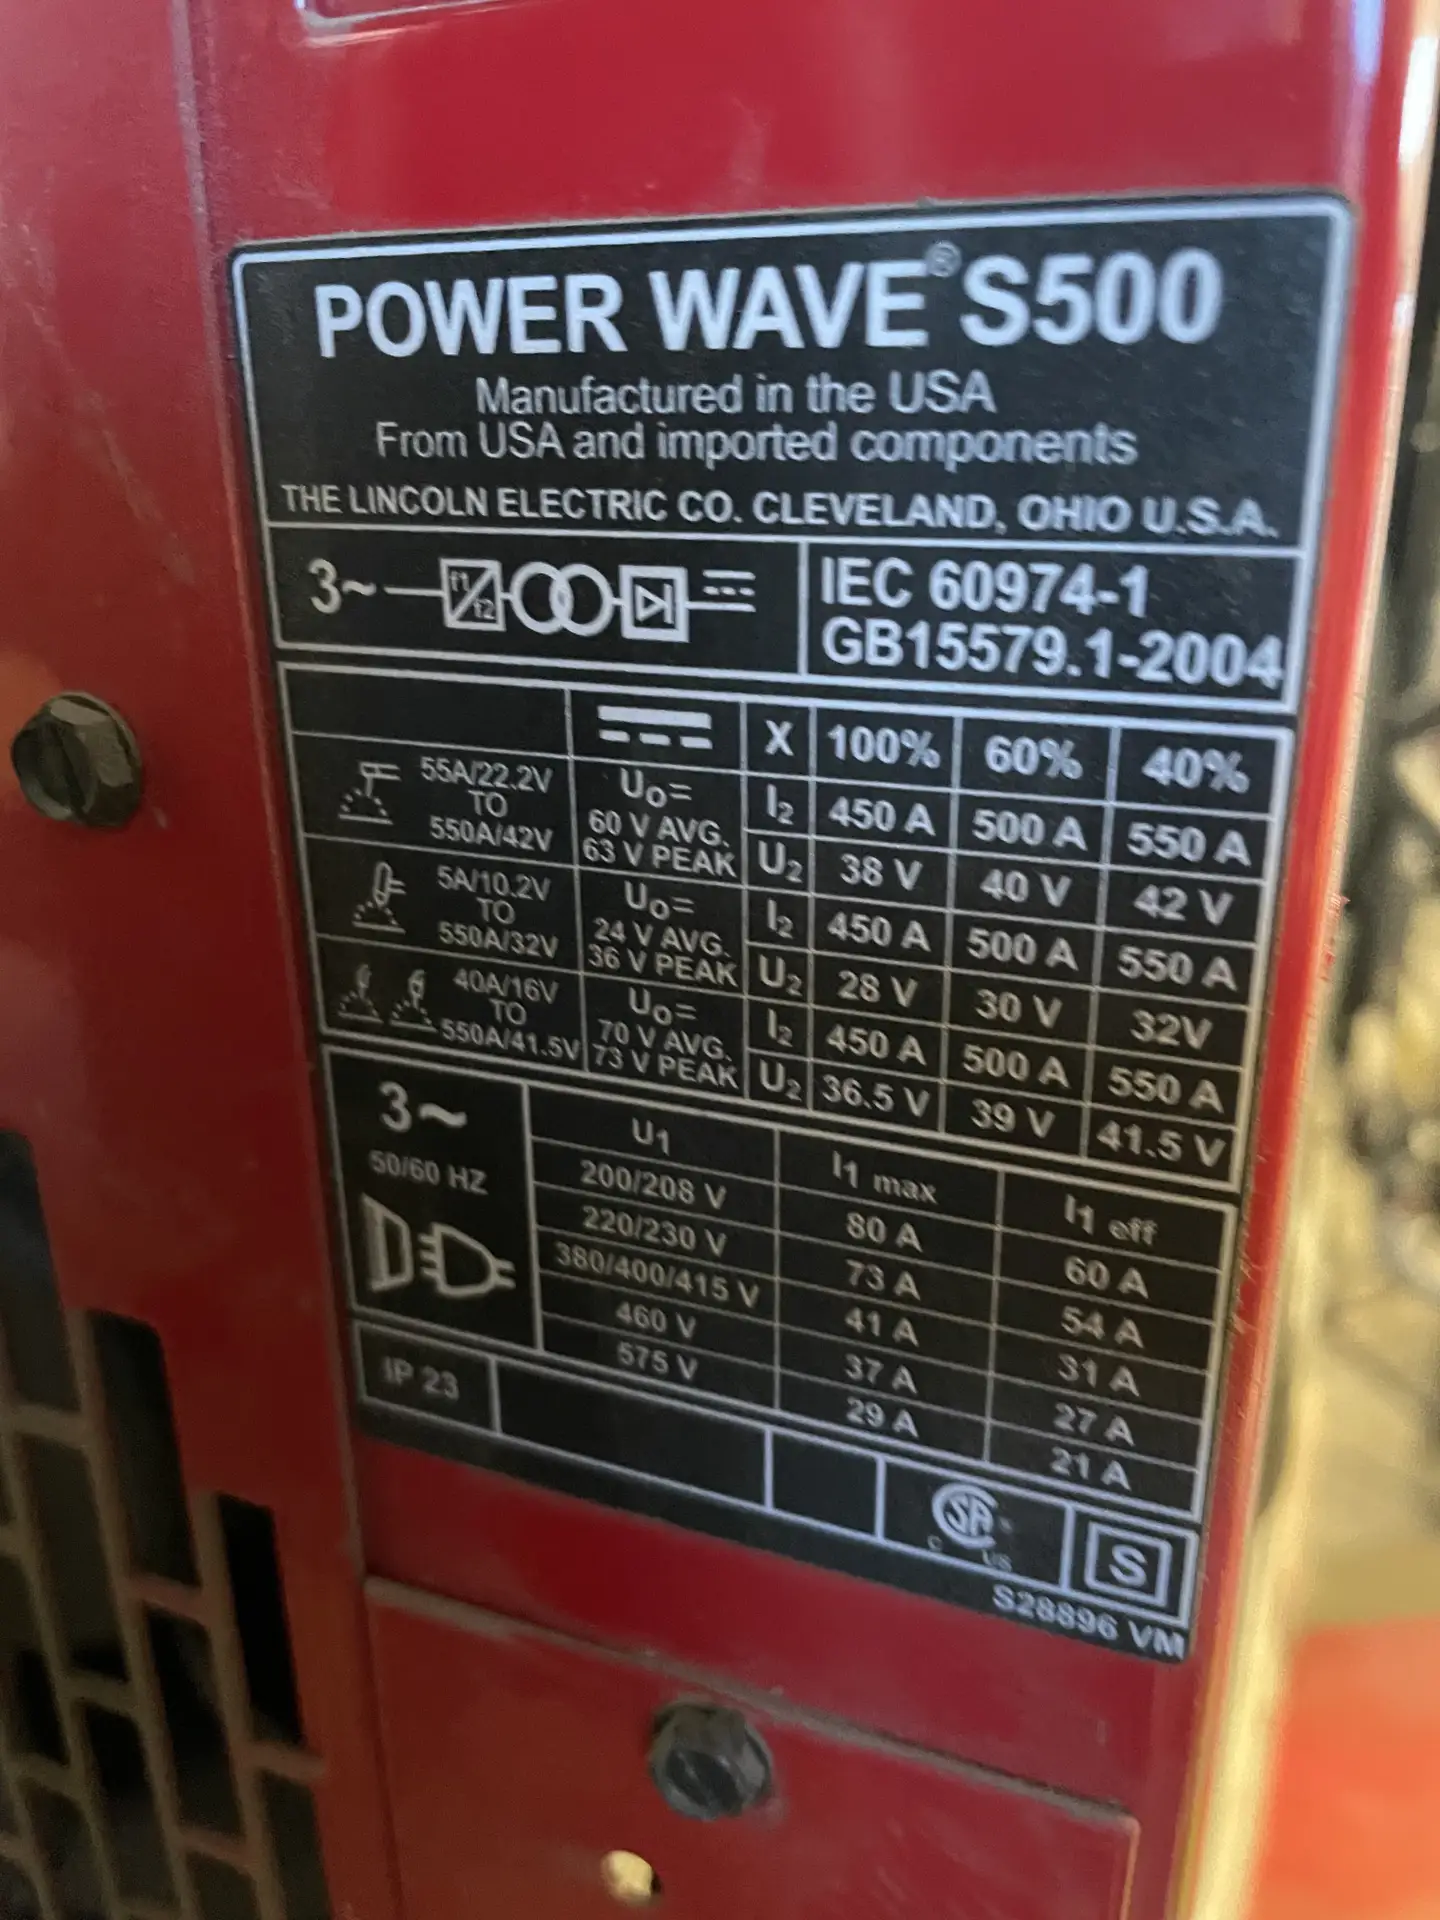 POWER WAVE® S500
Manufactured in the USA
From USA and imported components
THE LINCOLN ELECTRIC CO. CLEVELAND, OHIO U.S.A.
3~ f1 f2
IEC 60974-1
GB15579.1-2004
X 100% 60% 40%
55A/22.2V
TO
550A/42V
U0=
60 V AVG.
63 V PEAK
I2 450 A 500 A 550 A
U2 38 V 40 V 42 V
5A/10.2V
TO
550A/32V
U0=
24 V AVG.
36 V PEAK
I2 450 A 500 A 550 A
U2 28 V 30 V 32V
40A/16V
TO
550A/41.5V
U0=
70 V AVG.
73 V PEAK
I2 450 A 500 A 550 A
U2 36.5 V 39 V 41.5 V
3~
50/60 HZ
U1 I1 max I1 eff
200/208 V 80 A 60 A
220/230 V 73 A 54 A
380/400/415 V 41 A 31 A
460 V 37 A 27 A
575 V 29 A 21 A
IP 23
C SA US
S
S28896 VM